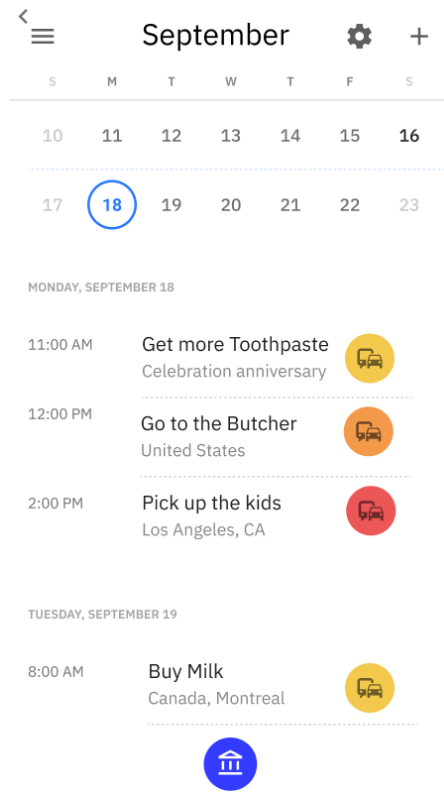 September
S M T W T F S
10 11 12 13 14 15 16
17 18 19 20 21 22 23
MONDAY, SEPTEMBER 18
11:00 AM Get more Toothpaste
Celebration anniversary
12:00 PM Go to the Butcher
United States
2:00 PM Pick up the kids
Los Angeles, CA
TUESDAY, SEPTEMBER 19
8:00 AM Buy Milk
Canada, Montreal